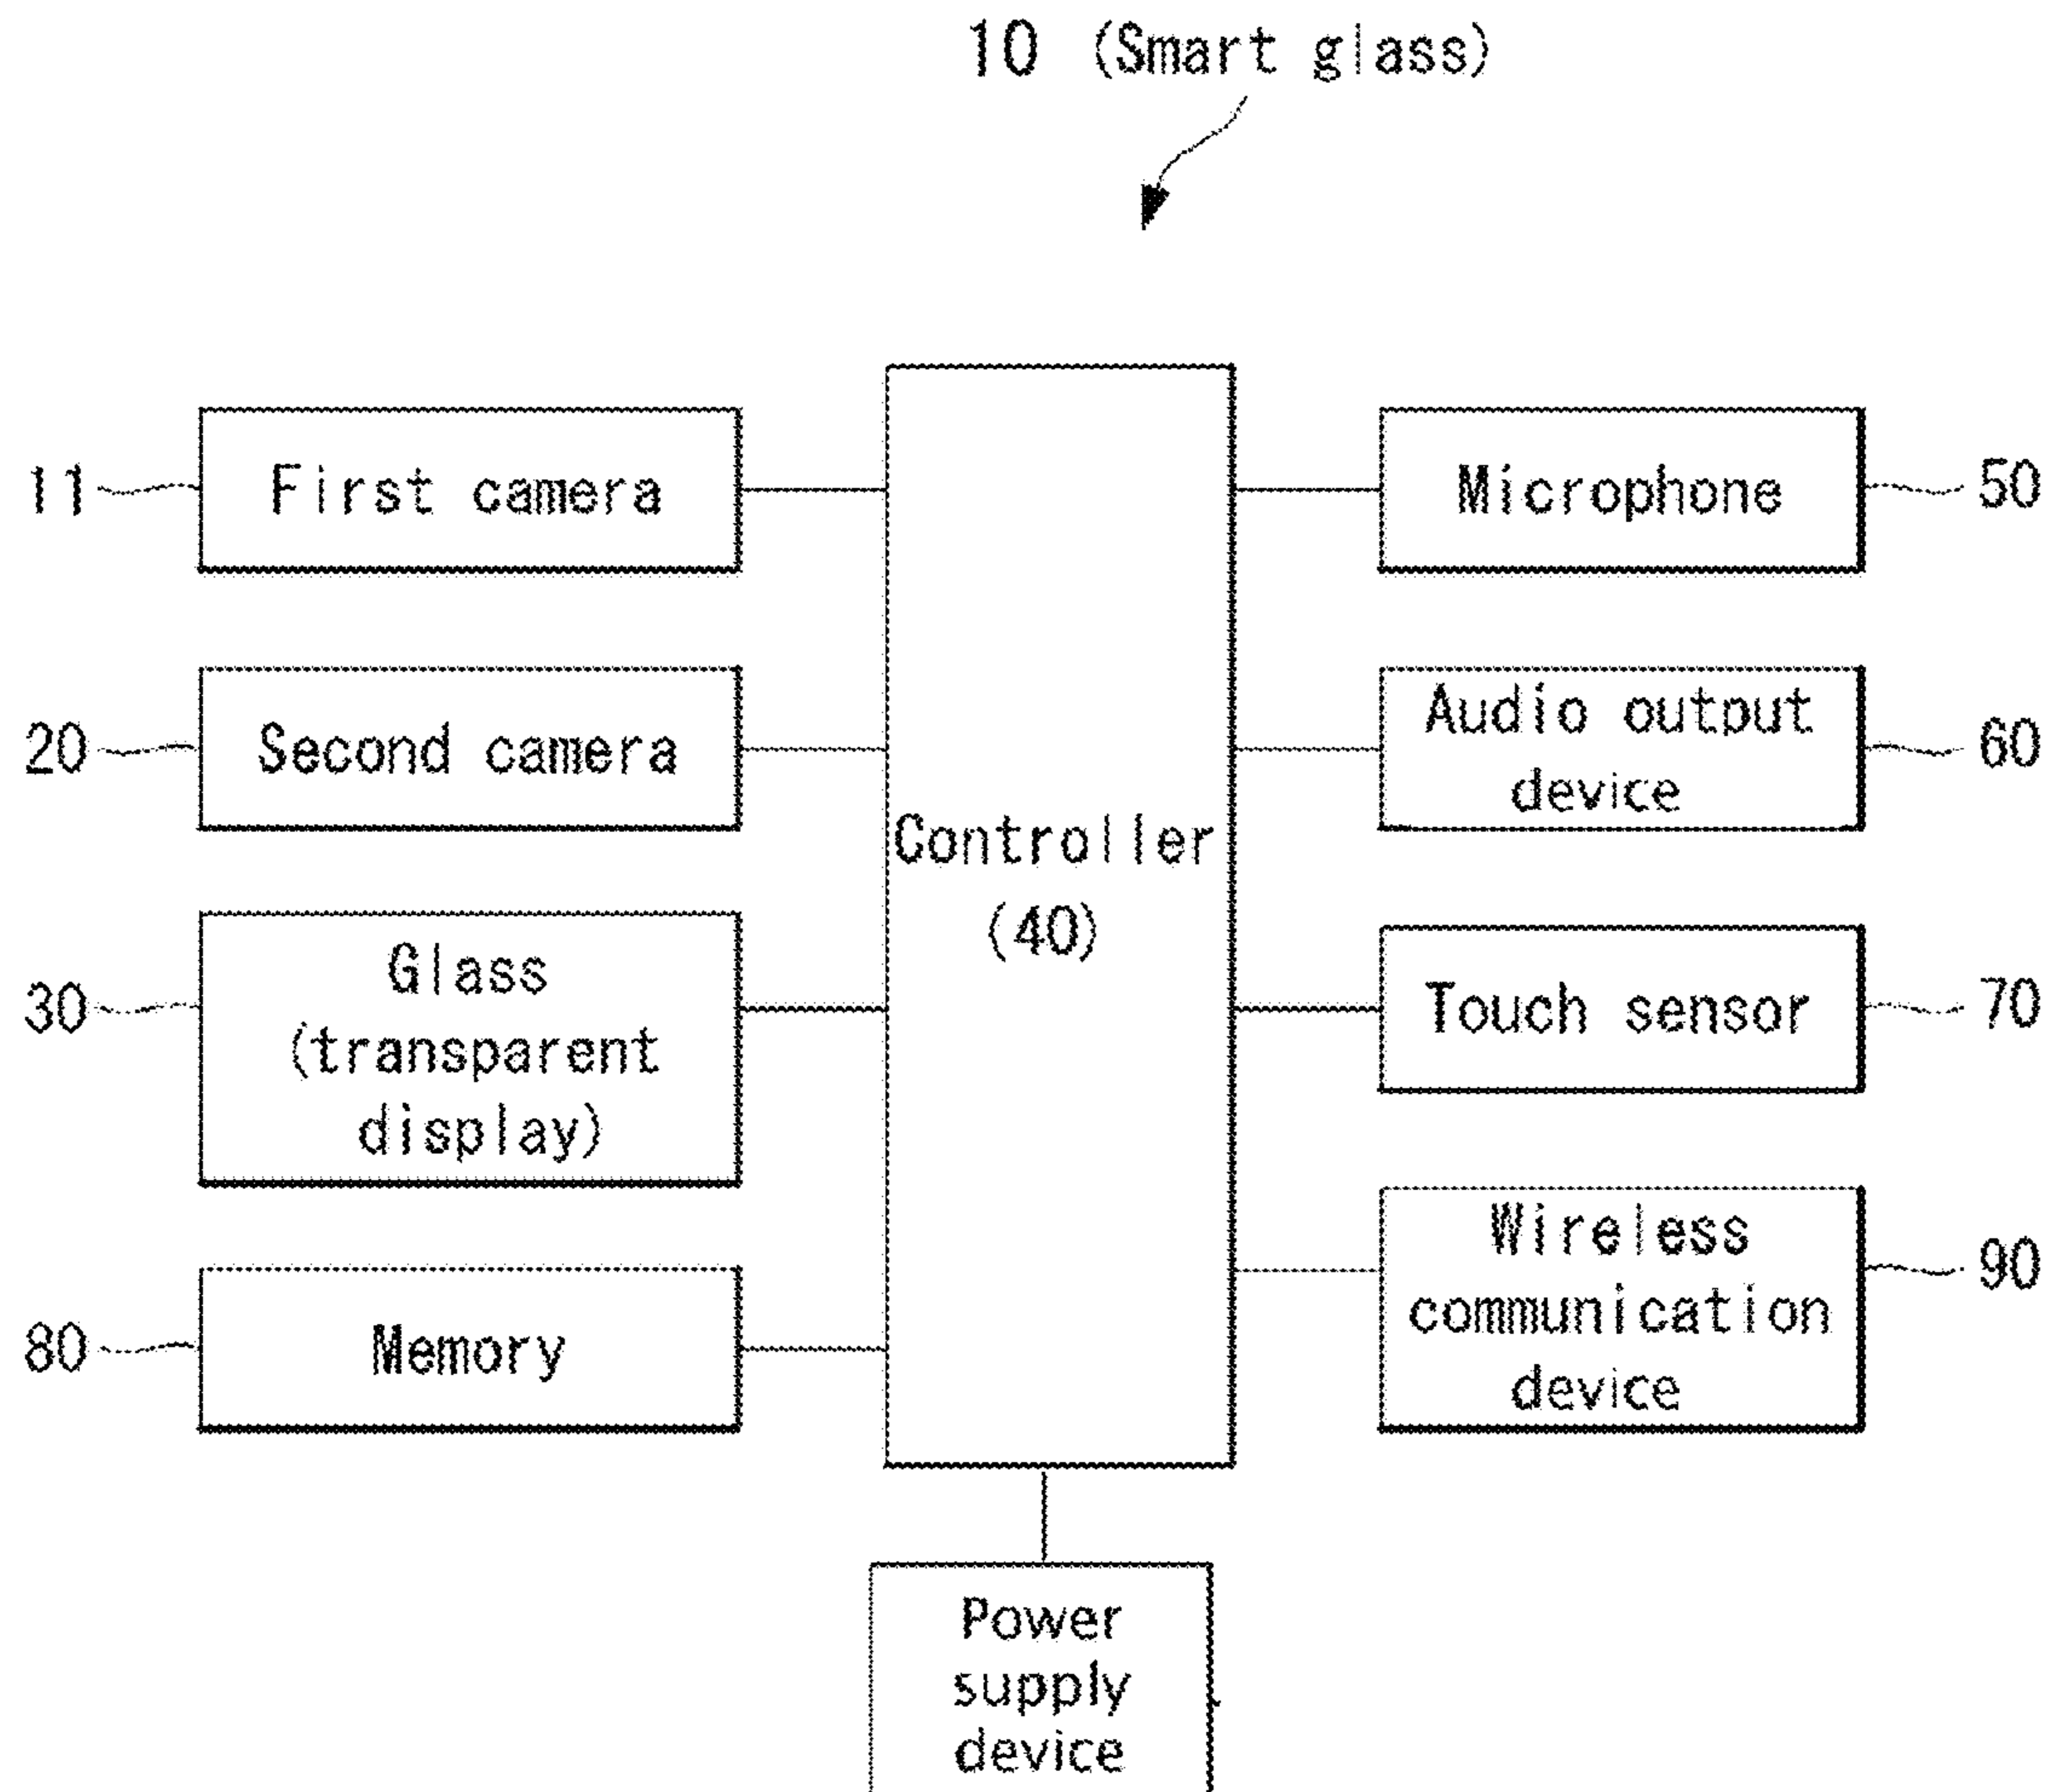 10 (Smart glass)
11
First camera
20
Second camera
30
Glass
(transparent
display)
80
Memory
Controller
(40)
Microphone
50
Audio output
device
60
Touch sensor
70
Wireless
communication
device
90
Power
supply
device